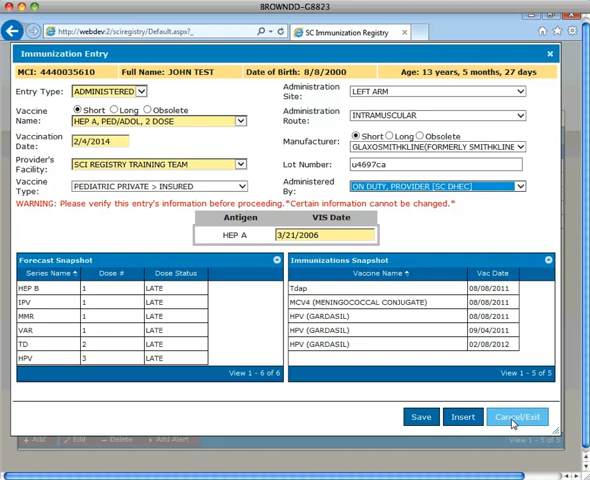 BROWNDD-G8823
http://webdev:2/sciregistry/Default.aspx?_
SC Immunization Registry
Immunization Entry
MCI: 4440035610 Full Name: JOHN TEST Date of Birth: 8/8/2000 Age: 13 years, 5 months, 27 days
Entry Type: ADMINISTERED
Administration Site: LEFT ARM
Short Long Obsolete
Vaccine Name: HEP A, PED/ADOL, 2 DOSE
Administration Route: INTRAMUSCULAR
Vaccination Date: 2/4/2014
Short Long Obsolete
Manufacturer: GLAXOSMITHKLINE(FORMERLY SMITHKLINE
Provider's Facility: SCI REGISTRY TRAINING TEAM
Lot Number: u4697ca
Vaccine Type: PEDIATRIC PRIVATE > INSURED
Administered By: ON DUTY, PROVIDER [SC DHEC]
WARNING: Please verify this entry's information before proceeding.*Certain information cannot be changed.*
Antigen VIS Date
HEP A 3/21/2006
Forecast Snapshot
Series Name Dose # Dose Status
HEP B 1 LATE
IPV 1 LATE
MMR 1 LATE
VAR 1 LATE
TD 2 LATE
HPV 3 LATE
View 1 - 6 of 6
Immunizations Snapshot
Vaccine Name Vac Date
Tdap 08/08/2011
MCV4 (MENINGOCOCCAL CONJUGATE) 08/08/2011
HPV (GARDASIL) 08/08/2011
HPV (GARDASIL) 09/04/2011
HPV (GARDASIL) 02/08/2012
View 1 - 5 of 5
Save Insert Cancel/Exit
Add Edit Delete Add Alert View 1 - 5 of 5